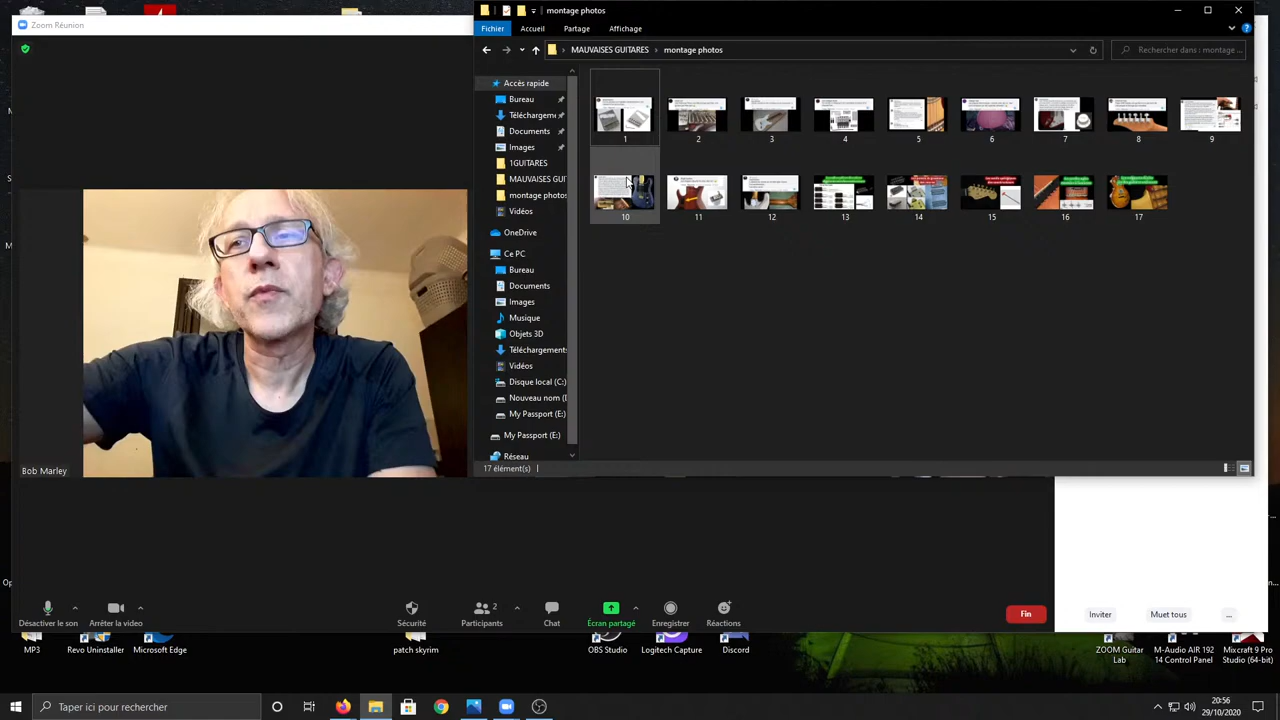 Zoom Réunion
montage photos
Fichier
Accueil
Partage
Affichage
MAUVAISES GUITARES
montage photos
Rechercher dans : montage ...
Accès rapide
Bureau
Téléchargem
Documents
Images
1GUITARES
MAUVAISES GUI
montage photos
Vidéos
OneDrive
Ce PC
Bureau
Documents
Images
Musique
Objets 3D
Téléchargements
Vidéos
Disque local (C:)
Nouveau nom (D
My Passport (E:)
My Passport (E:)
Réseau
1
2
3
4
5
6
7
8
9
10
11
12
13
14
15
16
17
17 élément(s)
Bob Marley
Désactiver le son
Arrêter la video
Sécurité
2
Participants
Chat
Écran partagé
Enregistrer
Réactions
Fin
Inviter
Muet tous
...
MP3
Revo Uninstaller
Microsoft Edge
patch skyrim
OBS Studio
Logitech Capture
Discord
ZOOM Guitar
Lab
M-Audio AIR 192
14 Control Panel
Mixcraft 9 Pro
Studio (64-bit)
Taper ici pour rechercher
20:56
29/10/2020